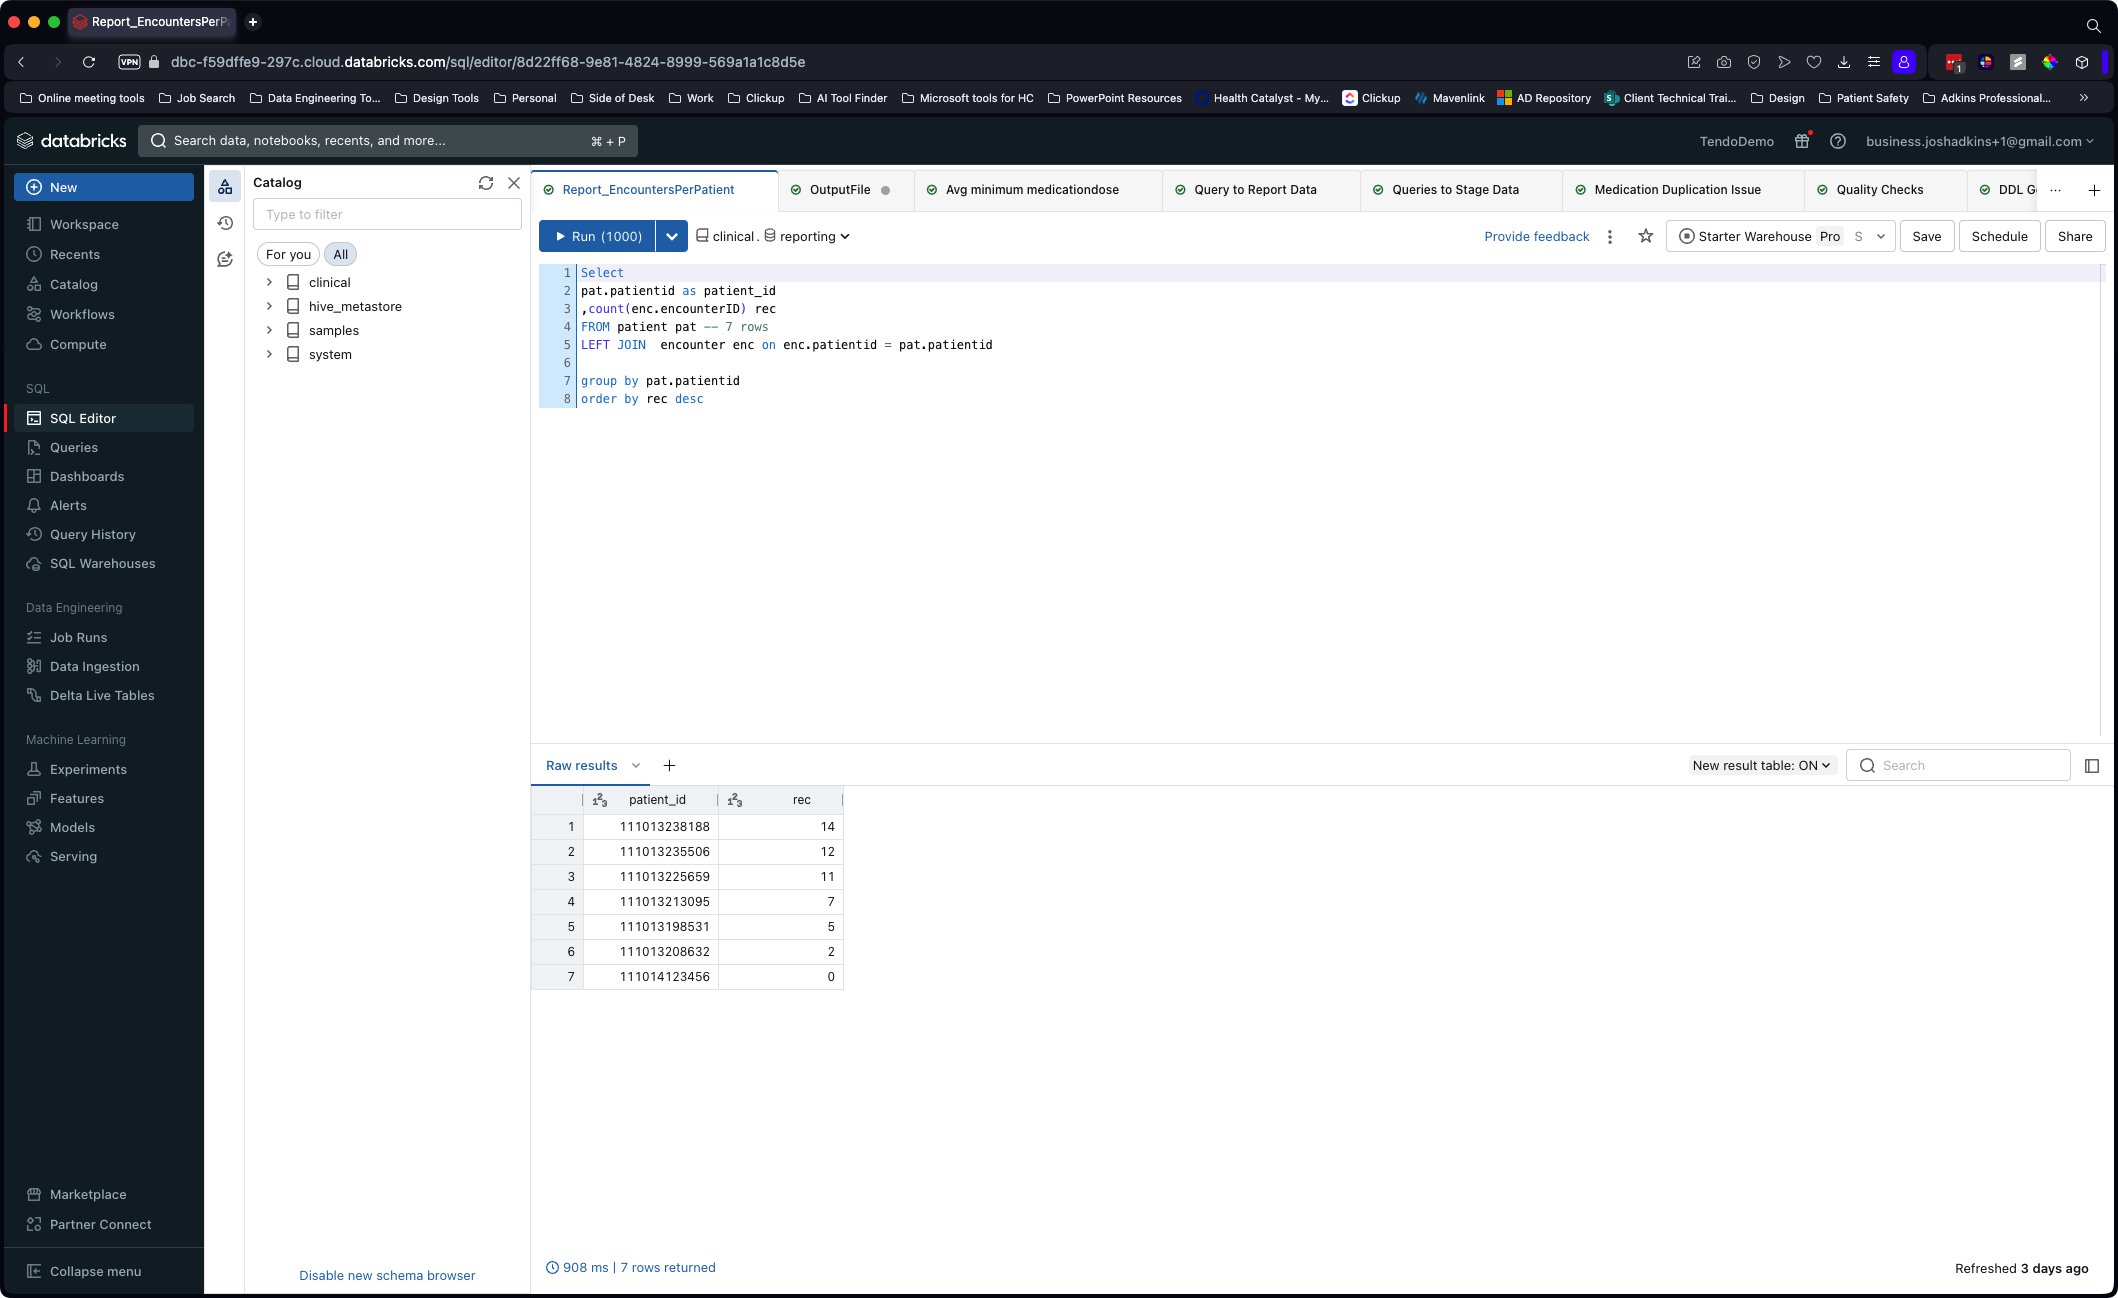 Report_EncountersPerPa
VPN
dbc-f59dffe9-297c.cloud.databricks.com/sql/editor/8d22ff68-9e81-4824-8999-569a1a1c8d5e
1
Online meeting tools Job Search Data Engineering To... Design Tools Personal Side of Desk Work Clickup AI Tool Finder Microsoft tools for HC PowerPoint Resources Health Catalyst - My... Clickup Mavenlink AD Repository Client Technical Trai... Design Patient Safety Adkins Professional... »
databricks
Search data, notebooks, recents, and more... ⌘ + P
TendoDemo
business.joshadkins+1@gmail.com
New
Workspace
Recents
Catalog
Workflows
Compute
SQL
SQL Editor
Queries
Dashboards
Alerts
Query History
SQL Warehouses
Data Engineering
Job Runs
Data Ingestion
Delta Live Tables
Machine Learning
Experiments
Features
Models
Serving
Marketplace
Partner Connect
Collapse menu
Catalog
Type to filter
For you All
clinical
hive_metastore
samples
system
Disable new schema browser
Report_EncountersPerPatient OutputFile Avg minimum medicationdose Query to Report Data Queries to Stage Data Medication Duplication Issue Quality Checks DDL G ...
Run (1000) clinical . reporting Provide feedback Starter Warehouse Pro S Save Schedule Share
1 Select
2 pat.patientid as patient_id
3 ,count(enc.encounterID) rec
4 FROM patient pat -- 7 rows
5 LEFT JOIN  encounter enc on enc.patientid = pat.patientid
6
7 group by pat.patientid
8 order by rec desc
Raw results New result table: ON Search
patient_id rec
1 111013238188 14
2 111013235506 12
3 111013225659 11
4 111013213095 7
5 111013198531 5
6 111013208632 2
7 111014123456 0
908 ms | 7 rows returned
Refreshed 3 days ago